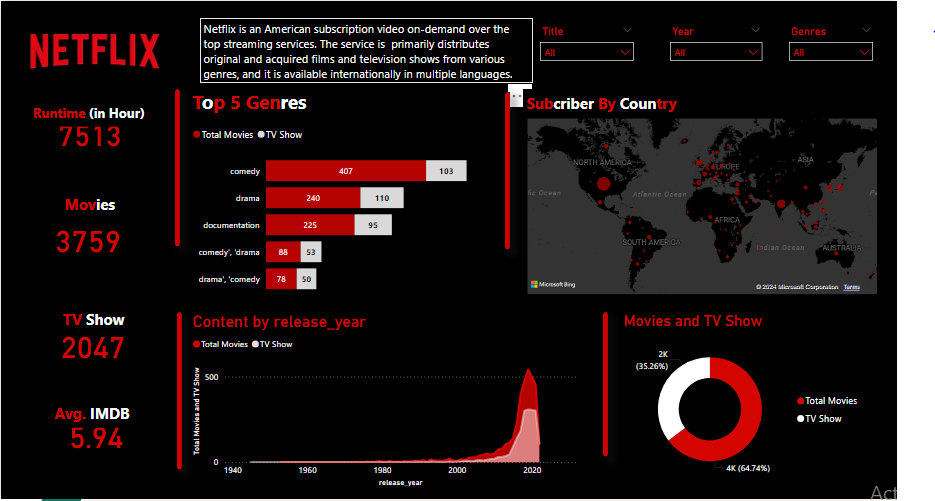 NETFLIX
Netflix is an American subscription video on-demand over the
top streaming services. The service is primarily distributes
original and acquired films and television shows from various
genres, and it is available internationally in multiple languages.
Title
All
Year
All
Genres
All
Runtime (in Hour)
7513
Movies
3759
TV Show
2047
Avg. IMDB
5.94
Top 5 Genres
Total Movies
TV Show
comedy
407
103
drama
240
110
documentation
225
95
comedy', 'drama
88
53
drama', 'comedy
78
50
Subcriber By Country
NORTH AMERICA
EUROPE
ASIA
ic Ocean
Atlantic Ocean
Pa
AFRICA
SOUTH AMERICA
Indian Ocean
AUSTRALIA
Microsoft Bing
© 2024 Microsoft Corporation
Terms
Content by release_year
Total Movies
TV Show
Total Movies and TV Show
500
0
1940
1960
1980
2000
2020
release_year
Movies and TV Show
2K
(35.26%)
4K (64.74%)
Total Movies
TV Show
Act